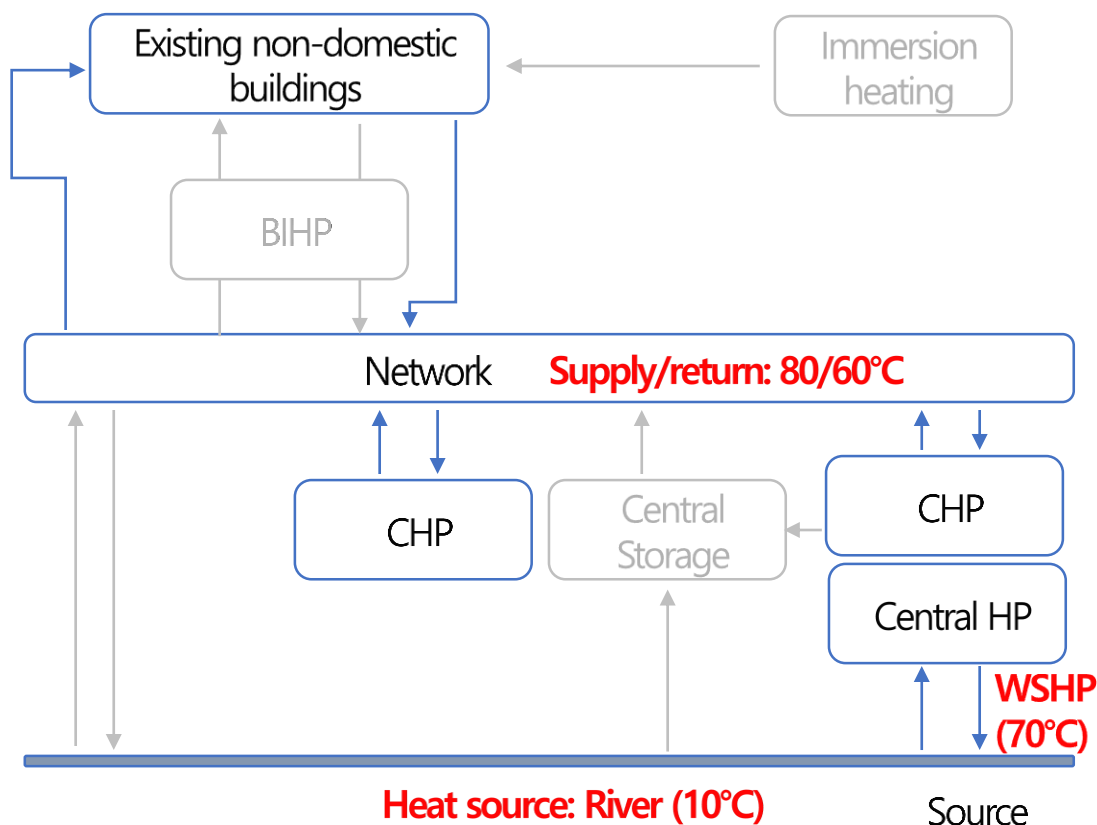 Existing non-domestic
buildings
Immersion
heating
BIHP
Network
Supply/return: 80/60°C
CHP
Central
Storage
CHP
Central HP
WSHP
(70°C)
Heat source: River (10°C)
Source